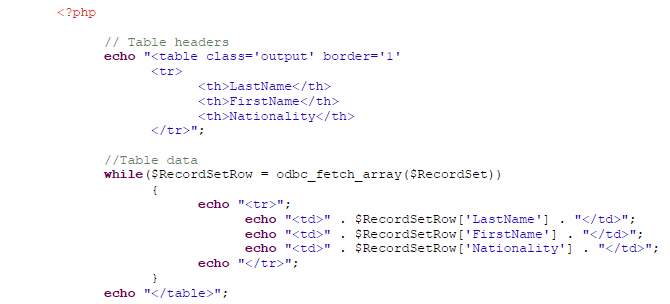 <?php
// Table headers
echo "<table class='output' border='1'
<tr>
<th>LastName</th>
<th>FirstName</th>
<th>Nationality</th>
</tr>";
//Table data
while($RecordSetRow = odbc_fetch_array($RecordSet))
{
echo "<tr>";
echo "<td>" . $RecordSetRow['LastName'] . "</td>";
echo "<td>" . $RecordSetRow['FirstName'] . "</td>";
echo "<td>" . $RecordSetRow['Nationality'] . "</td>";
echo "</tr>";
}
echo "</table>";